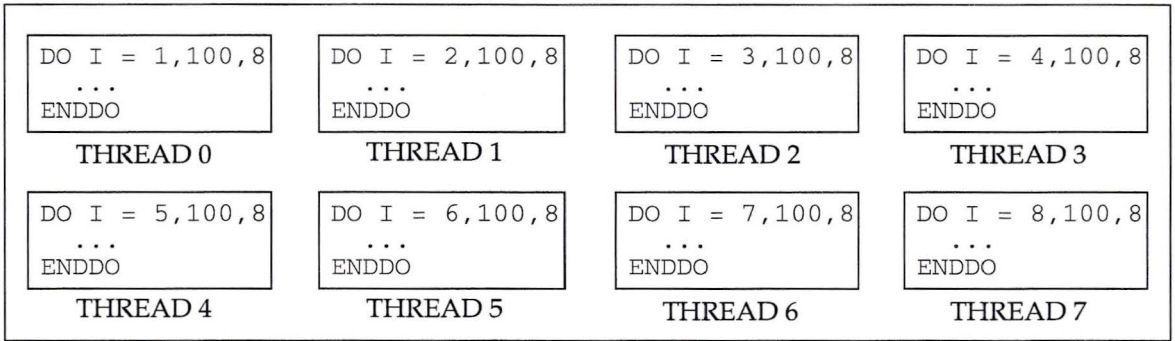 DO I = 1,100,8
...
ENDDO
THREAD 0
DO I = 2,100,8
...
ENDDO
THREAD 1
DO I = 3,100,8
...
ENDDO
THREAD 2
DO I = 4,100,8
...
ENDDO
THREAD 3
DO I = 5,100,8
...
ENDDO
THREAD 4
DO I = 6,100,8
...
ENDDO
THREAD 5
DO I = 7,100,8
...
ENDDO
THREAD 6
DO I = 8,100,8
...
ENDDO
THREAD 7